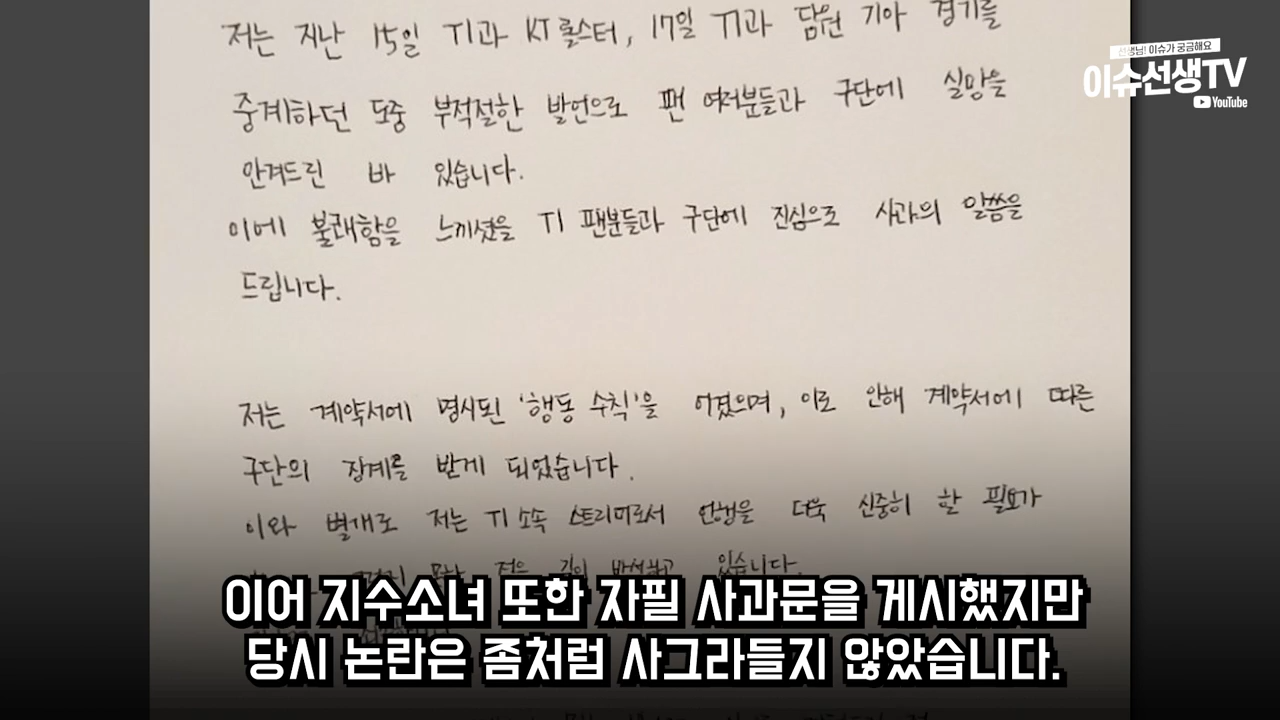 저는 지난 15일 T1과 KT 롤스터, 17일 T1과 담원 기아 경기를
선생님! 이슈가 궁금해요
이슈선생TV
YouTube
중계하던 도중 부적절한 발언으로 팬 여러분들과 구단에 실망을
안겨드린 바 있습니다.
이에 불쾌함을 느끼셨을 T1 팬분들과 구단에 진심으로 사과의 말씀을
드립니다.
저는 계약서에 명시된 '행동 수칙'을 어겼으며, 이로 인해 계약서에 따른
구단의 징계를 받게 되었습니다.
이와 별개로 저는 T1 소속 스트리머로서 언행을 더욱 신중히 할 필요가
있습니다.
이어 지수소녀 또한 자필 사과문을 게시했지만
당시 논란은 좀처럼 사그라들지 않았습니다.